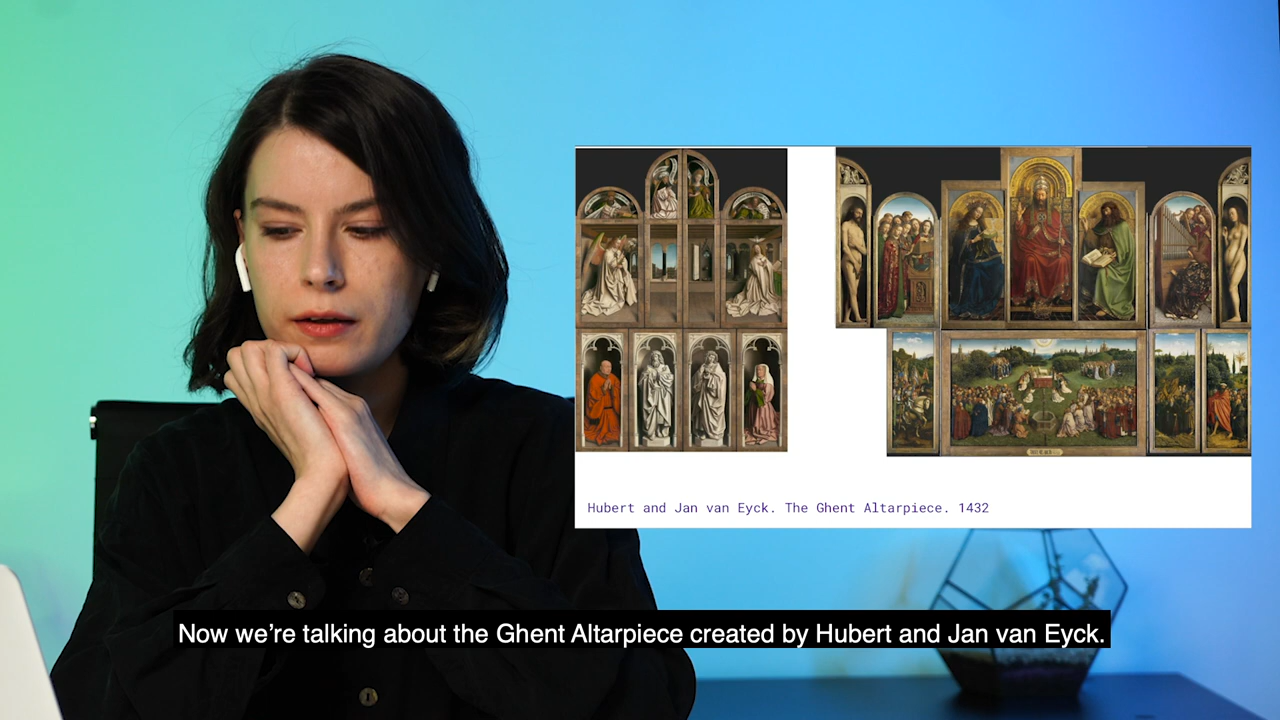 Hubert and Jan van Eyck. The Ghent Altarpiece. 1432
Now we're talking about the Ghent Altarpiece created by Hubert and Jan van Eyck.